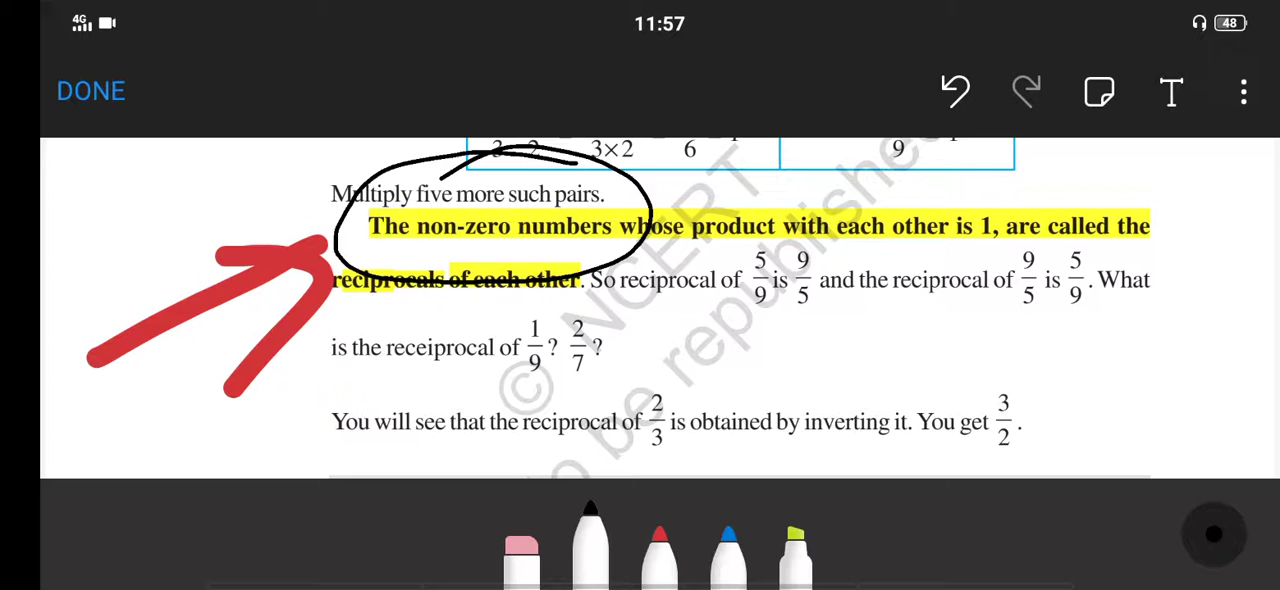 4G 11:57 48
DONE T
3 2 3×2 6 9
Multiply five more such pairs.
The non-zero numbers whose product with each other is 1, are called the
reciprocals of each other. So reciprocal of 5/9 is 9/5 and the reciprocal of 9/5 is 5/9. What
is the receiprocal of 1/9? 2/7?
You will see that the reciprocal of 2/3 is obtained by inverting it. You get 3/2.
© NCERT
to be republished